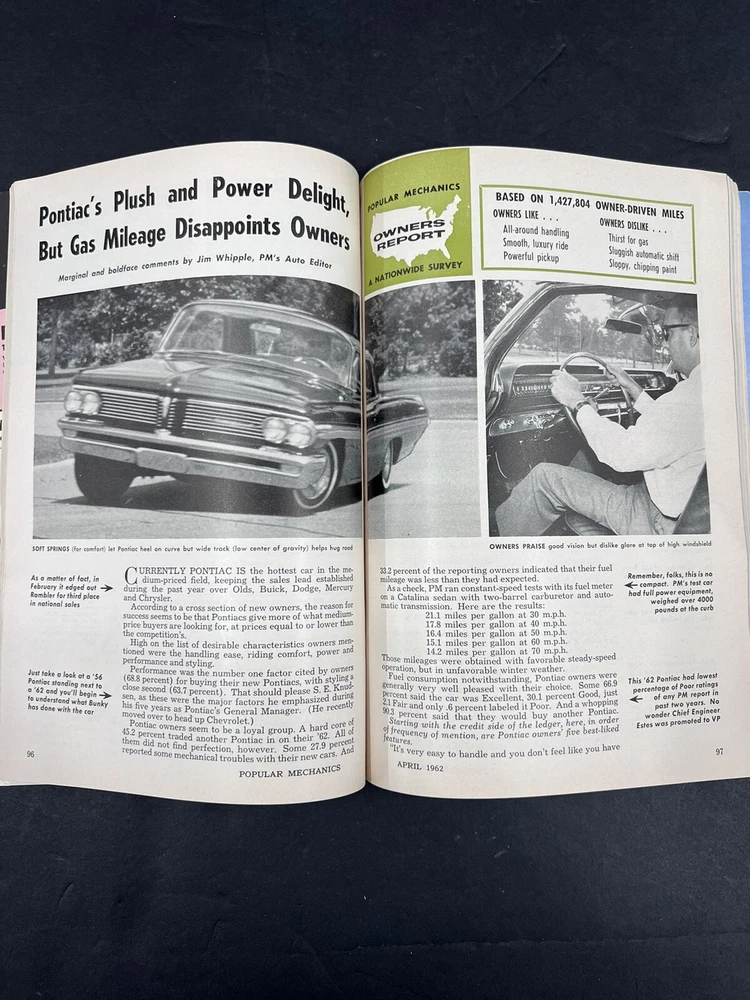 Pontiac's Plush and Power Delight,
But Gas Mileage Disappoints Owners
Marginal and boldface comments by Jim Whipple, PM's Auto Editor
SOFT SPRINGS (for comfort) let Pontiac heel on curve but wide track (low center of gravity) helps hug road
As a matter of fact, in
February it edged out
Rambler for third place
in national sales
Just take a look at a '56
Pontiac standing next to
a '62 and you'll begin
to understand what Bunky
has done with the car
CURRENTLY PONTIAC IS the hottest car in the me-
dium-priced field, keeping the sales lead established
during the past year over Olds, Buick, Dodge, Mercury
and Chrysler.
According to a cross section of new owners, the reason for
success seems to be that Pontiacs give more of what medium-
price buyers are looking for, at prices equal to or lower than
the competition's.
High on the list of desirable characteristics owners men-
tioned were the handling ease, riding comfort, power and
performance and styling.
Performance was the number one factor cited by owners
(68.8 percent) for buying their new Pontiacs, with styling a
close second (63.7 percent). That should please S. E. Knud-
sen, as these were the major factors he emphasized during
his five years as Pontiac's General Manager. (He recently
moved over to head up Chevrolet.)
Pontiac owners seem to be a loyal group. A hard core of
45.2 percent traded another Pontiac in on their '62. All of
them did not find perfection, however. Some 27.9 percent
reported some mechanical troubles with their new cars. And
96
POPULAR MECHANICS
POPULAR MECHANICS
OWNERS
REPORT
A NATIONWIDE SURVEY
BASED ON 1,427,804 OWNER-DRIVEN MILES
OWNERS LIKE . . .
All-around handling
Smooth, luxury ride
Powerful pickup
OWNERS DISLIKE . . .
Thirst for gas
Sluggish automatic shift
Sloppy, chipping paint
OWNERS PRAISE good vision but dislike glare at top of high windshield
33.2 percent of the reporting owners indicated that their fuel
mileage was less than they had expected.
As a check, PM ran constant-speed tests with its fuel meter
on a Catalina sedan with two-barrel carburetor and auto-
matic transmission. Here are the results:
21.1 miles per gallon at 30 m.p.h.
17.8 miles per gallon at 40 m.p.h.
16.4 miles per gallon at 50 m.p.h.
15.1 miles per gallon at 60 m.p.h.
14.2 miles per gallon at 70 m.p.h.
Those mileages were obtained with favorable steady-speed
operation, but in unfavorable winter weather.
Fuel consumption notwithstanding, Pontiac owners were
generally very well pleased with their choice. Some 66.9
percent said the car was Excellent, 30.1 percent Good, just
2.1 Fair and only .6 percent labeled it Poor. And a whopping
90.3 percent said they would buy another Pontiac.
Starting with the credit side of the ledger, here, in order
of frequency of mention, are Pontiac owners' five best-liked
features.
"It's very easy to handle and you don't feel like you have
Remember, folks, this is no
compact. PM's test car
had full power equipment,
weighed over 4000
pounds at the curb
This '62 Pontiac had lowest
percentage of Poor ratings
of any PM report in
past two years. No
wonder Chief Engineer
Estes was promoted to VP
APRIL 1962
97